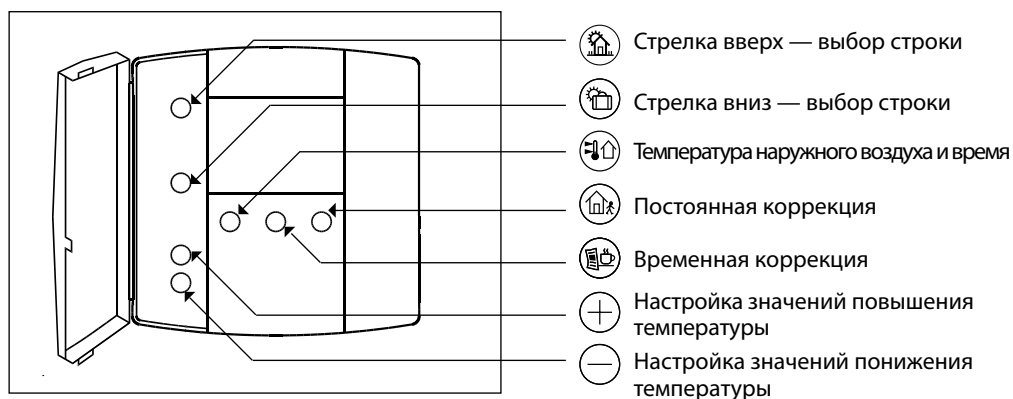 Стрелка вверх — выбор строки
Стрелка вниз — выбор строки
Температура наружного воздуха и время
Постоянная коррекция
Временная коррекция
Настройка значений повышения
температуры
Настройка значений понижения
температуры